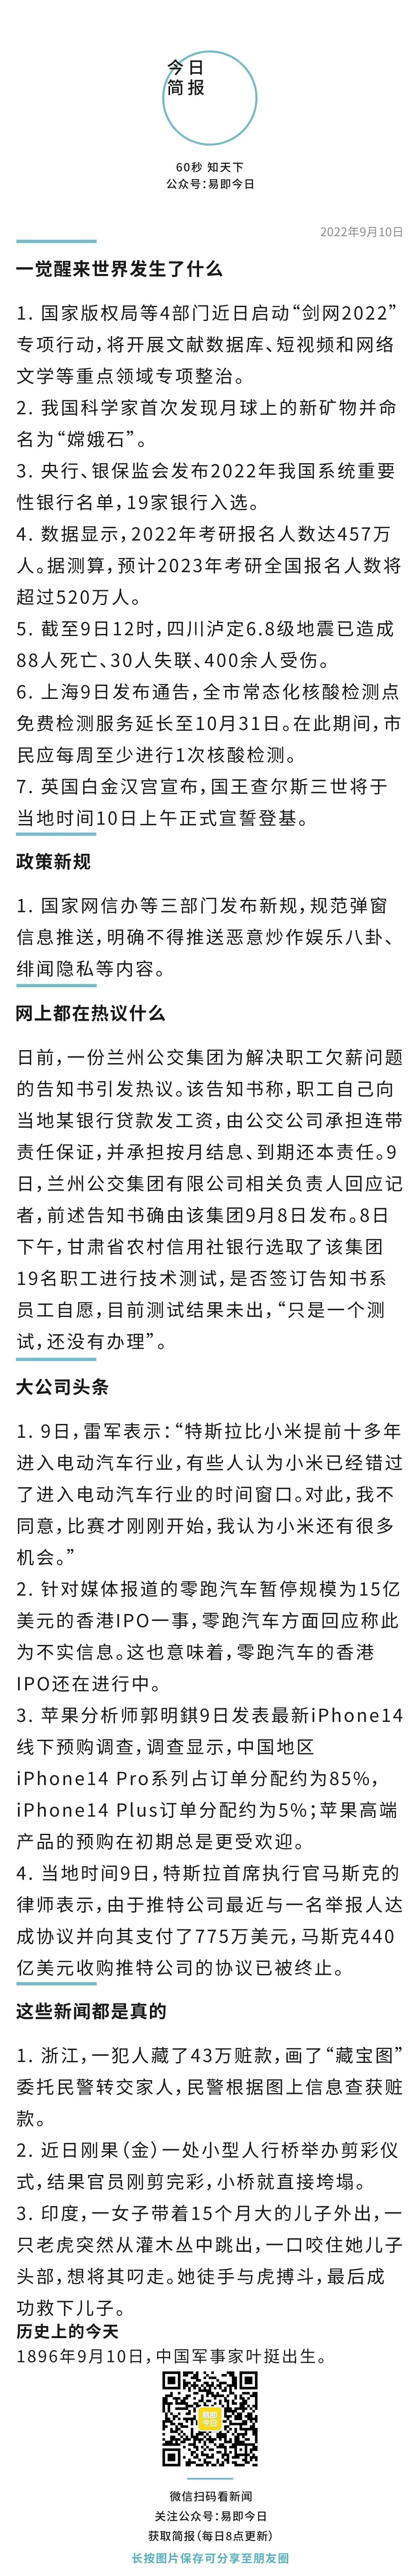 今日
简报
60秒 知天下
公众号：易即今日
2022年9月10日
一觉醒来世界发生了什么
1. 国家版权局等4部门近日启动“剑网2022”
专项行动，将开展文献数据库、短视频和网络
文学等重点领域专项整治。
2. 我国科学家首次发现月球上的新矿物并命
名为“嫦娥石”。
3. 央行、银保监会发布2022年我国系统重要
性银行名单，19家银行入选。
4. 数据显示，2022年考研报名人数达457万
人。据测算，预计2023年考研全国报名人数将
超过520万人。
5. 截至9日12时，四川泸定6.8级地震已造成
88人死亡、30人失联、400余人受伤。
6. 上海9日发布通告，全市常态化核酸检测点
免费检测服务延长至10月31日。在此期间，市
民应每周至少进行1次核酸检测。
7. 英国白金汉宫宣布，国王查尔斯三世将于
当地时间10日上午正式宣誓登基。
政策新规
1. 国家网信办等三部门发布新规，规范弹窗
信息推送，明确不得推送恶意炒作娱乐八卦、
绯闻隐私等内容。
网上都在热议什么
日前，一份兰州公交集团为解决职工欠薪问题
的告知书引发热议。该告知书称，职工自己向
当地某银行贷款发工资，由公交公司承担连带
责任保证，并承担按月结息、到期还本责任。9
日，兰州公交集团有限公司相关负责人回应记
者，前述告知书确由该集团9月8日发布。8日
下午，甘肃省农村信用社银行选取了该集团
19名职工进行技术测试，是否签订告知书系
员工自愿，目前测试结果未出，“只是一个测
试，还没有办理”。
大公司头条
1. 9日，雷军表示：“特斯拉比小米提前十多年
进入电动汽车行业，有些人认为小米已经错过
了进入电动汽车行业的时间窗口。对此，我不
同意，比赛才刚刚开始，我认为小米还有很多
机会。”
2. 针对媒体报道的零跑汽车暂停规模为15亿
美元的香港IPO一事，零跑汽车方面回应称此
为不实信息。这也意味着，零跑汽车的香港
IPO还在进行中。
3. 苹果分析师郭明錤9日发表最新iPhone14
线下预购调查，调查显示，中国地区
iPhone14 Pro系列占订单分配约为85%，
iPhone14 Plus订单分配约为5%；苹果高端
产品的预购在初期总是更受欢迎。
4. 当地时间9日，特斯拉首席执行官马斯克的
律师表示，由于推特公司最近与一名举报人达
成协议并向其支付了775万美元，马斯克440
亿美元收购推特公司的协议已被终止。
这些新闻都是真的
1. 浙江，一犯人藏了43万赃款，画了“藏宝图”
委托民警转交家人，民警根据图上信息查获赃
款。
2. 近日刚果（金）一处小型人行桥举办剪彩仪
式，结果官员刚剪完彩，小桥就直接垮塌。
3. 印度，一女子带着15个月大的儿子外出，一
只老虎突然从灌木丛中跳出，一口咬住她儿子
头部，想将其叼走。她徒手与虎搏斗，最后成
功救下儿子。
历史上的今天
1896年9月10日，中国军事家叶挺出生。
易即
今日
微信扫码看新闻
关注公众号：易即今日
获取简报（每日8点更新）
长按图片保存可分享至朋友圈